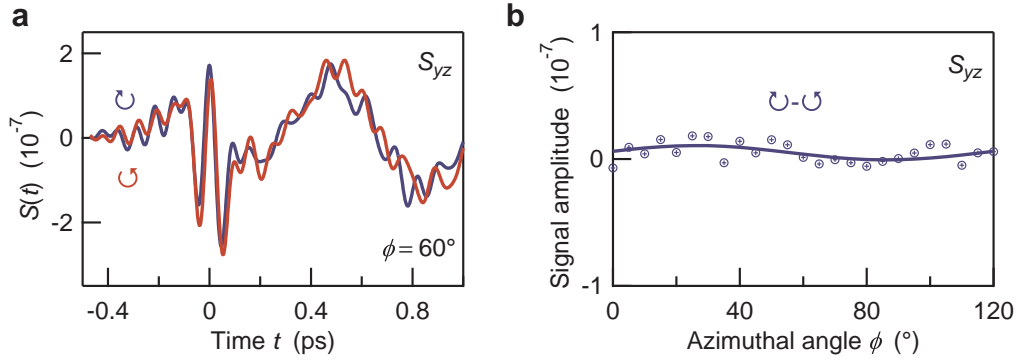 a
S(t) (10⁻⁷)
2
0
-2
S_yz
ϕ = 60°
-0.4
0
0.4
0.8
Time t (ps)
b
Signal amplitude (10⁻⁷)
1
0
-1
S_yz
-
0
40
80
120
Azimuthal angle ϕ (°)